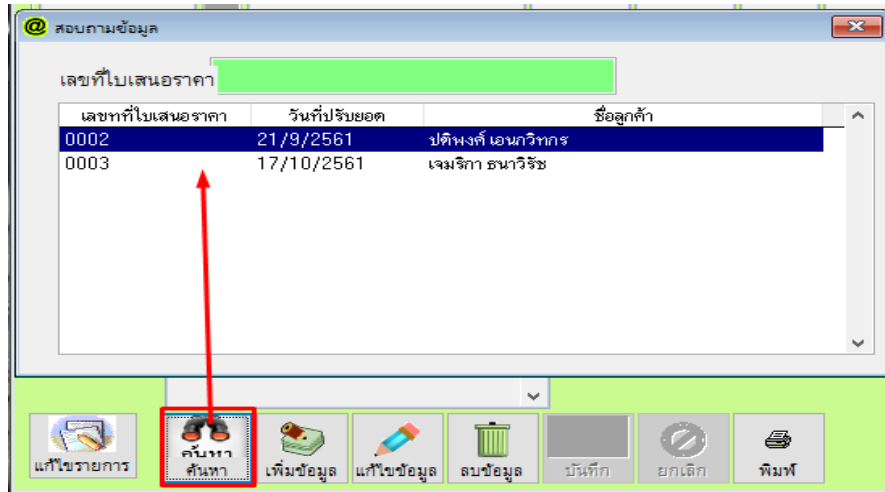 @ สอบถามข้อมูล
เลขที่ใบเสนอราคา
เลขทที่ใบเสนอราคา วันที่ปรับยอด ชื่อลูกค้า
0002 21/9/2561 ปติพงศ์ เอนกวิทกร
0003 17/10/2561 เจมริกา ธนาวิรัช
ค้นหา
แก้ไขรายการ ค้นหา เพิ่มข้อมูล แก้ไขข้อมูล ลบข้อมูล บันทึก ยกเลิก พิมพ์